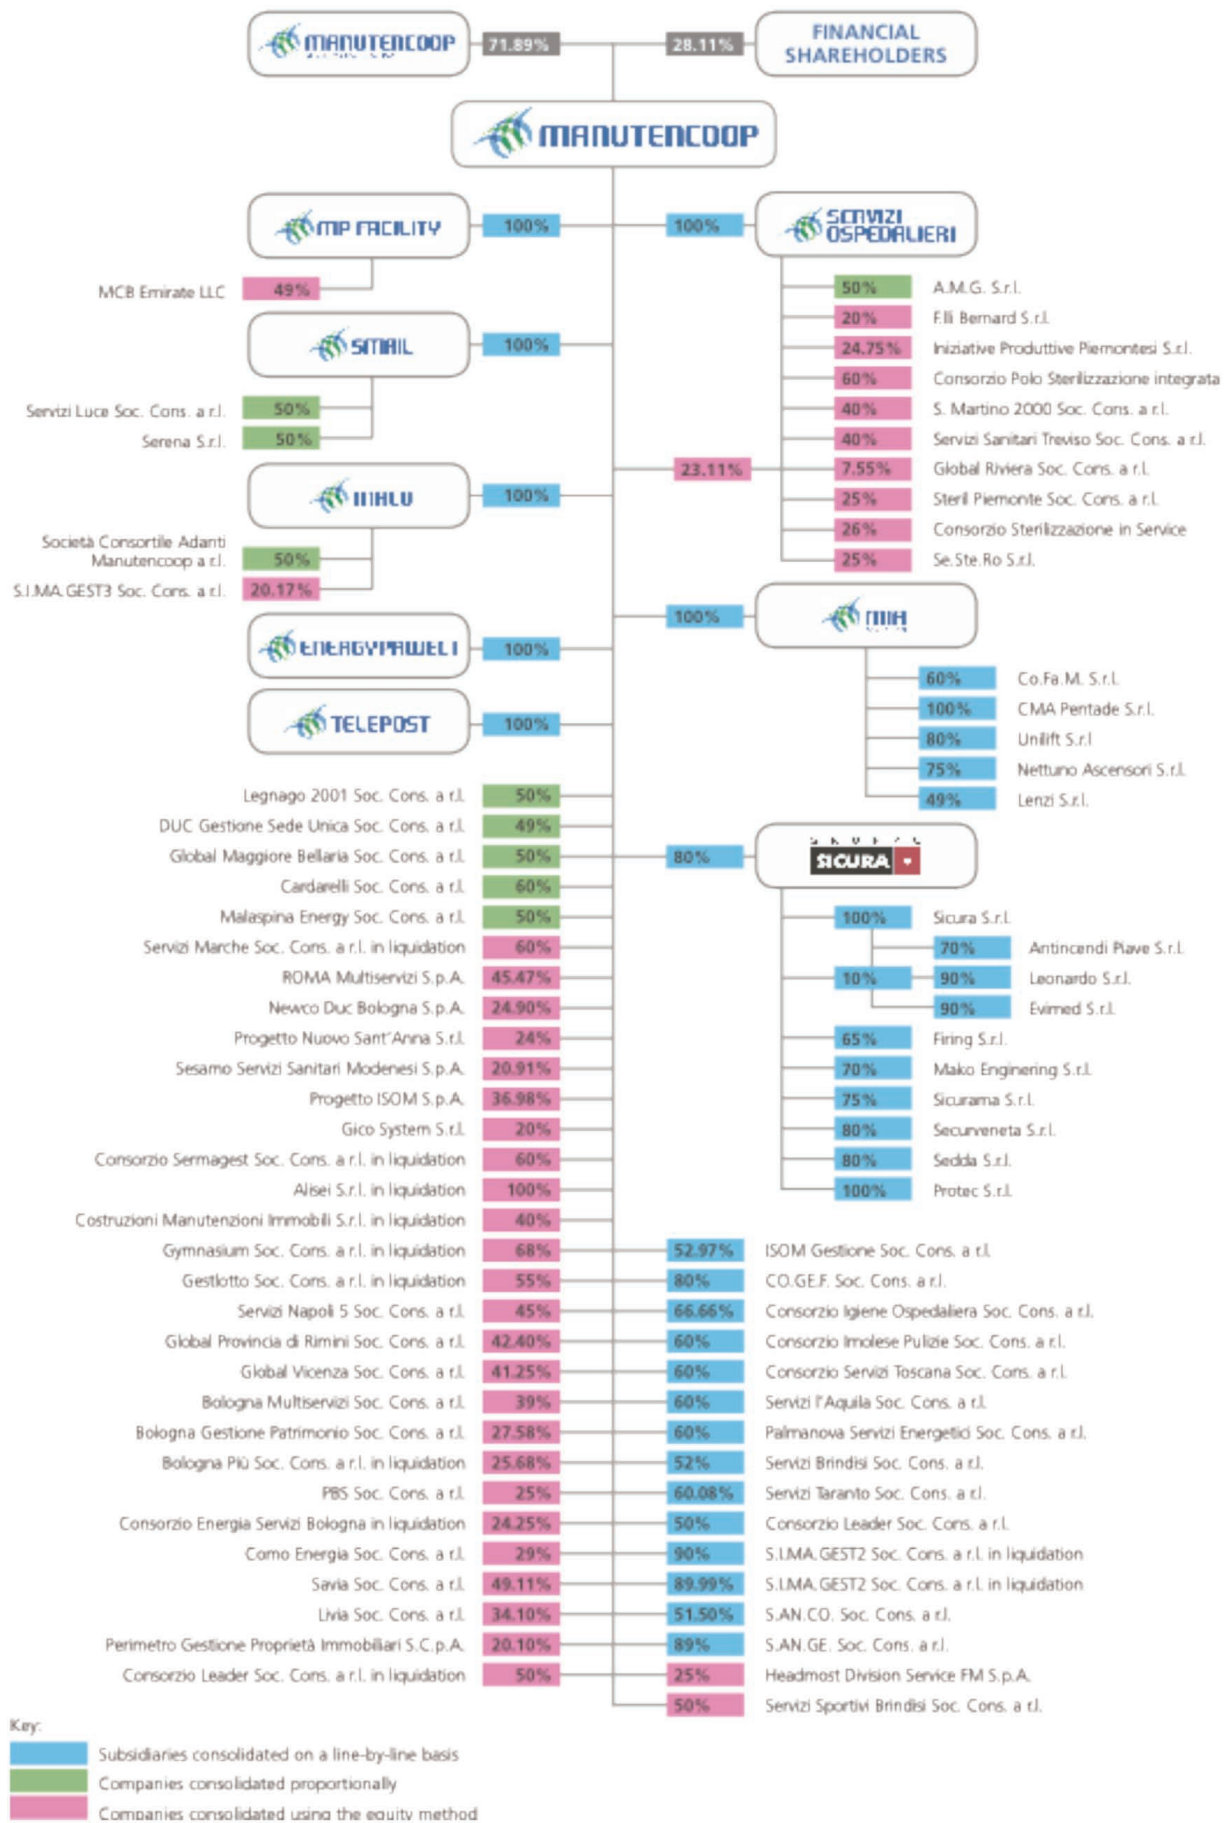 MANUTENCOOP 71.89% 28.11% FINANCIAL
SHAREHOLDERS
MANUTENCOOP
MP FACILITY 100% 100% SERVIZI
OSPEDALIERI
MCB Emirate LLC 49%
SMAIL 100%
Servizi Luce Soc. Cons. a r.l. 50%
Serena S.r.l. 50%
100%
Società Consortile Adanti
Manutencoop a r.l. 50%
S.I.MA.GEST3 Soc. Cons. a r.l. 20.17%
100%
TELEPOST 100%
50% A.M.G. S.r.l.
20% F.lli Bernard S.r.l.
24.75% Iniziative Produttive Piemontesi S.r.l.
60% Consorzio Polo Sterilizzazione integrata
40% S. Martino 2000 Soc. Cons. a r.l.
40% Servizi Sanitari Treviso Soc. Cons. a r.l.
23.11% 7.55% Global Riviera Soc. Cons. a r.l.
25% Steril Piemonte Soc. Cons. a r.l.
26% Consorzio Sterilizzazione in Service
25% Se.Ste.Ro S.r.l.
100% MIA
60% Co.Fa.M. S.r.l.
100% CMA Pentade S.r.l.
80% Unilift S.r.l
75% Nettuno Ascensori S.r.l.
49% Lenzi S.r.l.
Legnago 2001 Soc. Cons. a r.l. 50%
DUC Gestione Sede Unica Soc. Cons. a r.l. 49%
Global Maggiore Bellaria Soc. Cons. a r.l. 50%
Cardarelli Soc. Cons. a r.l. 60%
Malaspina Energy Soc. Cons. a r.l. 50%
Servizi Marche Soc. Cons. a r.l. in liquidation 60%
ROMA Multiservizi S.p.A. 45.47%
Newco Duc Bologna S.p.A. 24.90%
Progetto Nuovo Sant'Anna S.r.l. 24%
Sesamo Servizi Sanitari Modenesi S.p.A. 20.91%
Progetto ISOM S.p.A. 36.98%
Gico System S.r.l. 20%
Consorzio Sermagest Soc. Cons. a r.l. in liquidation 60%
Alisei S.r.l. in liquidation 100%
Costruzioni Manutenzioni Immobili S.r.l. in liquidation 40%
80% SICURA
100% Sicura S.r.l.
70% Antincendi Piave S.r.l.
10% 90% Leonardo S.r.l.
90% Evimed S.r.l.
65% Firing S.r.l.
70% Mako Enginering S.r.l.
75% Sicurama S.r.l.
80% Securveneta S.r.l.
80% Sedda S.r.l.
100% Protec S.r.l.
Gymnasium Soc. Cons. a r.l. in liquidation 68% 52.97% ISOM Gestione Soc. Cons. a r.l.
Gestlotto Soc. Cons. a r.l. in liquidation 55% 80% CO.GE.F. Soc. Cons. a r.l.
Servizi Napoli 5 Soc. Cons. a r.l. 45% 66.66% Consorzio Igiene Ospedaliera Soc. Cons. a r.l.
Global Provincia di Rimini Soc. Cons. a r.l. 42.40% 60% Consorzio Imolese Pulizie Soc. Cons. a r.l.
Global Vicenza Soc. Cons. a r.l. 41.25% 60% Consorzio Servizi Toscana Soc. Cons. a r.l.
Bologna Multiservizi Soc. Cons. a r.l. 39% 60% Servizi l'Aquila Soc. Cons. a r.l.
Bologna Gestione Patrimonio Soc. Cons. a r.l. 27.58% 60% Palmanova Servizi Energetici Soc. Cons. a r.l.
Bologna Più Soc. Cons. a r.l. in liquidation 25.68% 52% Servizi Brindisi Soc. Cons. a r.l.
PBS Soc. Cons. a r.l. 25% 60.08% Servizi Taranto Soc. Cons. a r.l.
Consorzio Energia Servizi Bologna in liquidation 24.25% 50% Consorzio Leader Soc. Cons. a r.l.
Como Energia Soc. Cons. a r.l. 29% 90% S.I.MA.GEST2 Soc. Cons. a r.l. in liquidation
Savia Soc. Cons. a r.l. 49.11% 89.99% S.I.MA.GEST2 Soc. Cons. a r.l. in liquidation
Livia Soc. Cons. a r.l. 34.10% 51.50% S.AN.CO. Soc. Cons. a r.l.
Perimetro Gestione Proprietà Immobiliari S.C.p.A. 20.10% 89% S.AN.GE. Soc. Cons. a r.l.
Consorzio Leader Soc. Cons. a r.l. in liquidation 50% 25% Headmost Division Service FM S.p.A.
50% Servizi Sportivi Brindisi Soc. Cons. a r.l.
Key:
Subsidiaries consolidated on a line-by-line basis
Companies consolidated proportionally
Companies consolidated using the equity method